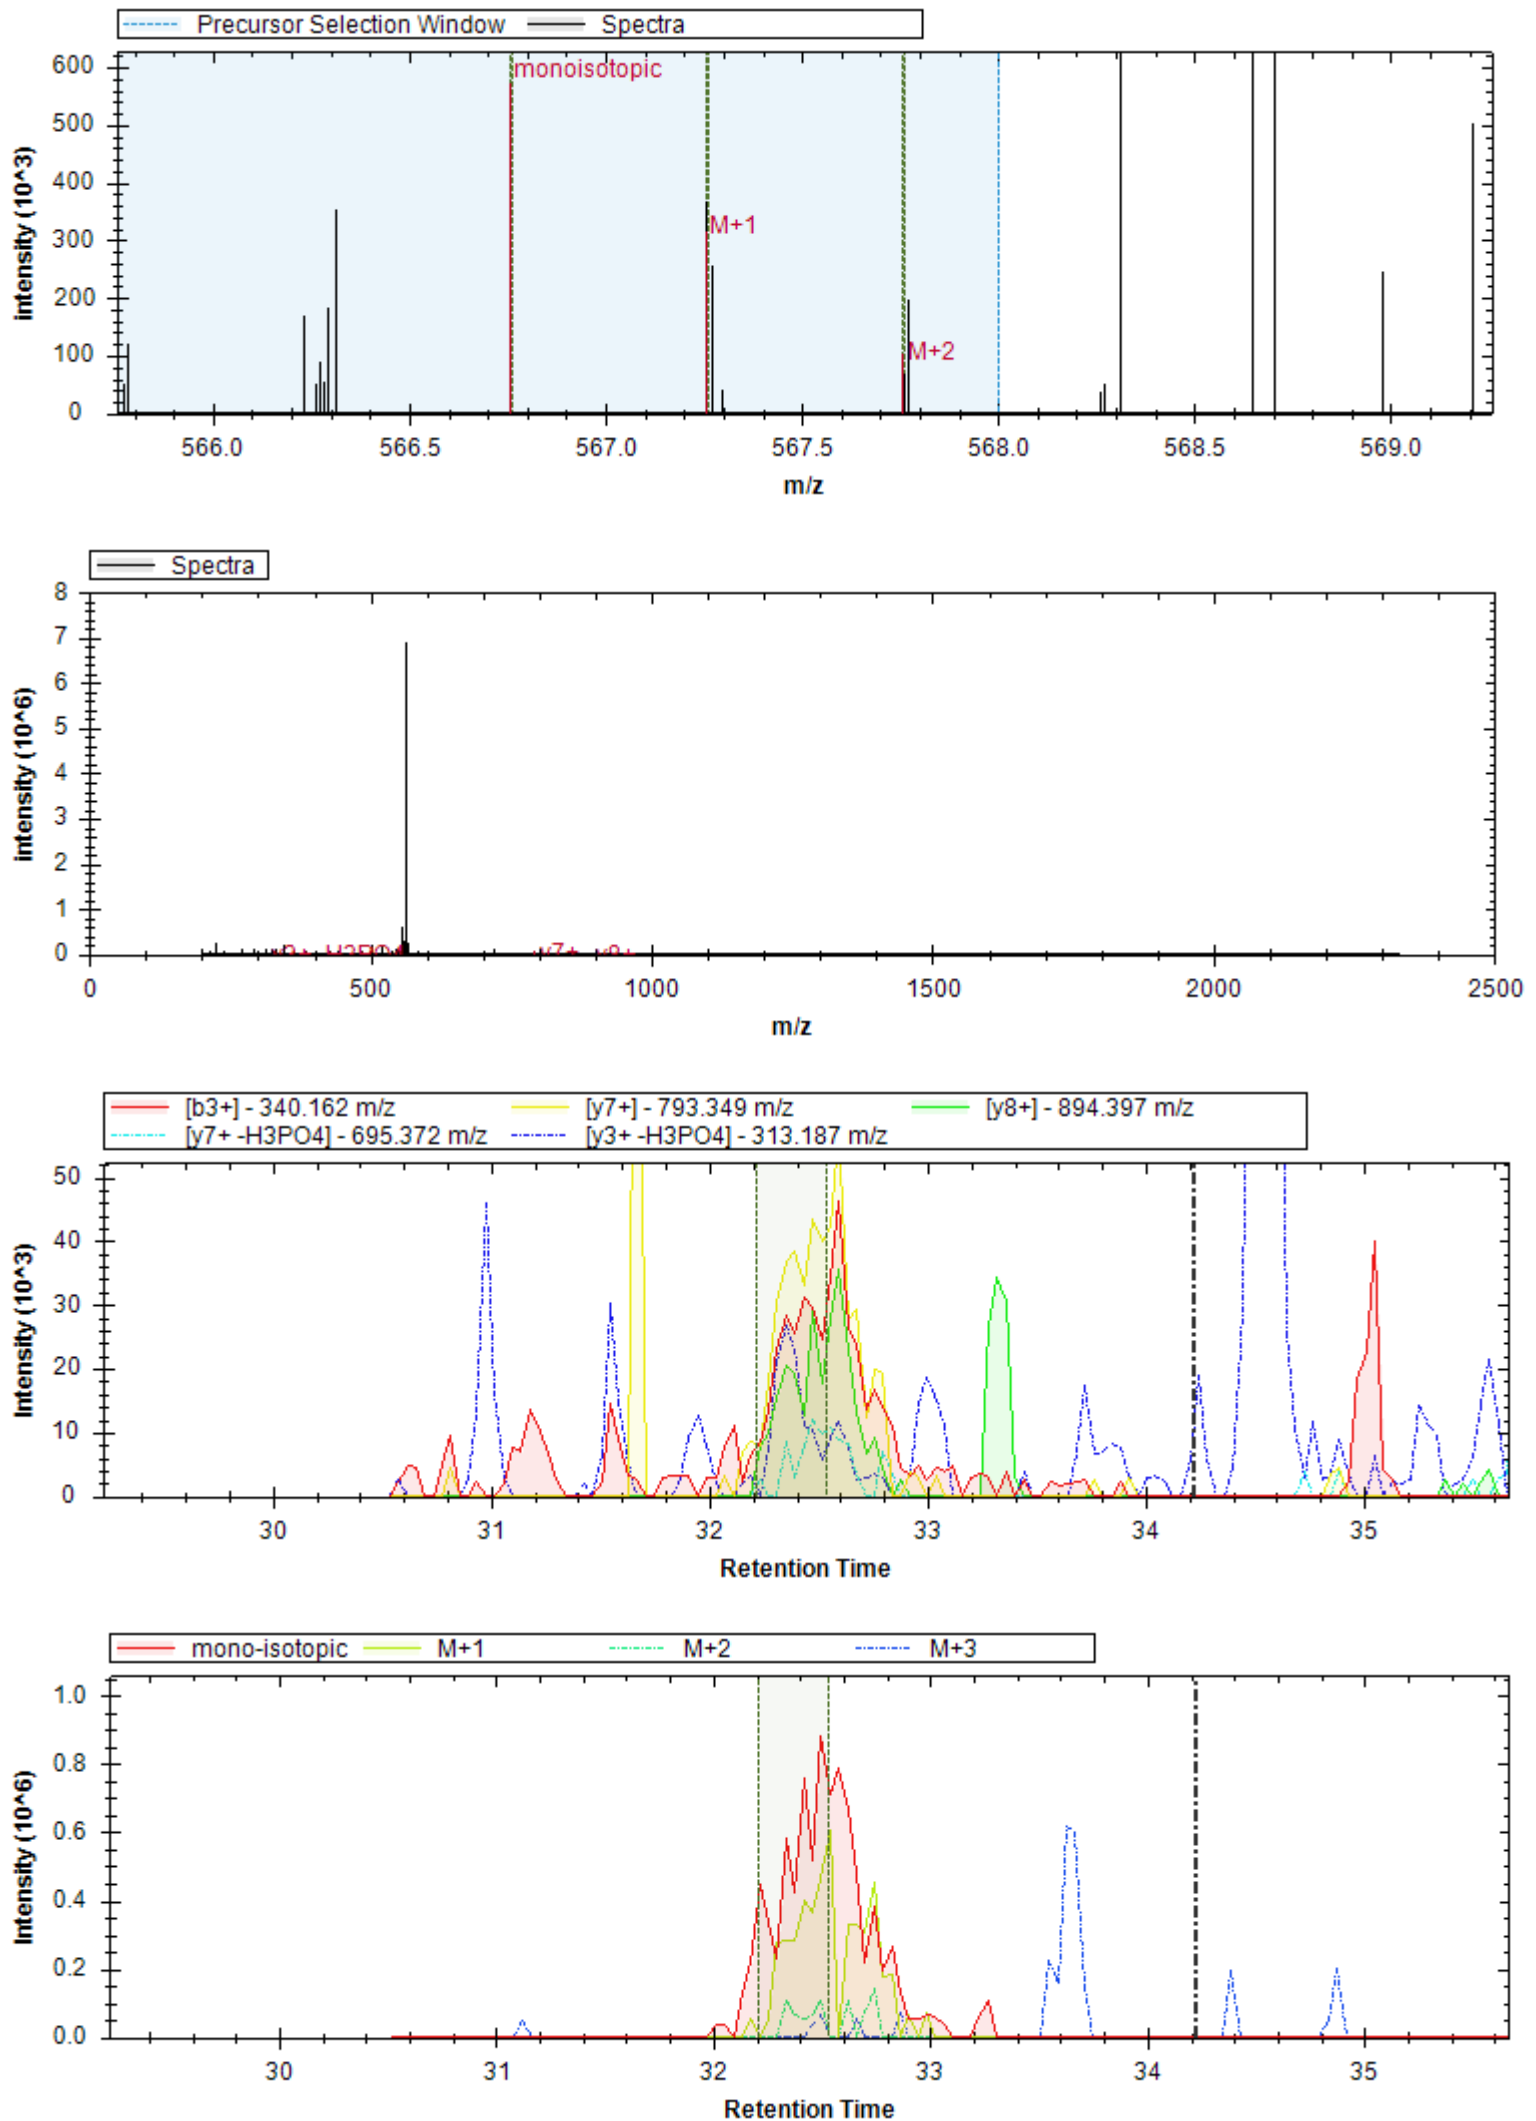 Precursor Selection Window Spectra
600
500
400
300
200
100
0
intensity (10^3)
monoisotopic
M+1
M+2
566.0 566.5 567.0 567.5 568.0 568.5 569.0
m/z
Spectra
8
7
6
5
4
3
2
1
0
intensity (10^6)
y7+
0 500 1000 1500 2000 2500
m/z
[b3+] - 340.162 m/z [y7+] - 793.349 m/z [y8+] - 894.397 m/z
[y7+ -H3PO4] - 695.372 m/z [y3+ -H3PO4] - 313.187 m/z
50
40
30
20
10
0
Intensity (10^3)
30 31 32 33 34 35
Retention Time
mono-isotopic M+1 M+2 M+3
1.0
0.8
0.6
0.4
0.2
0.0
Intensity (10^6)
30 31 32 33 34 35
Retention Time